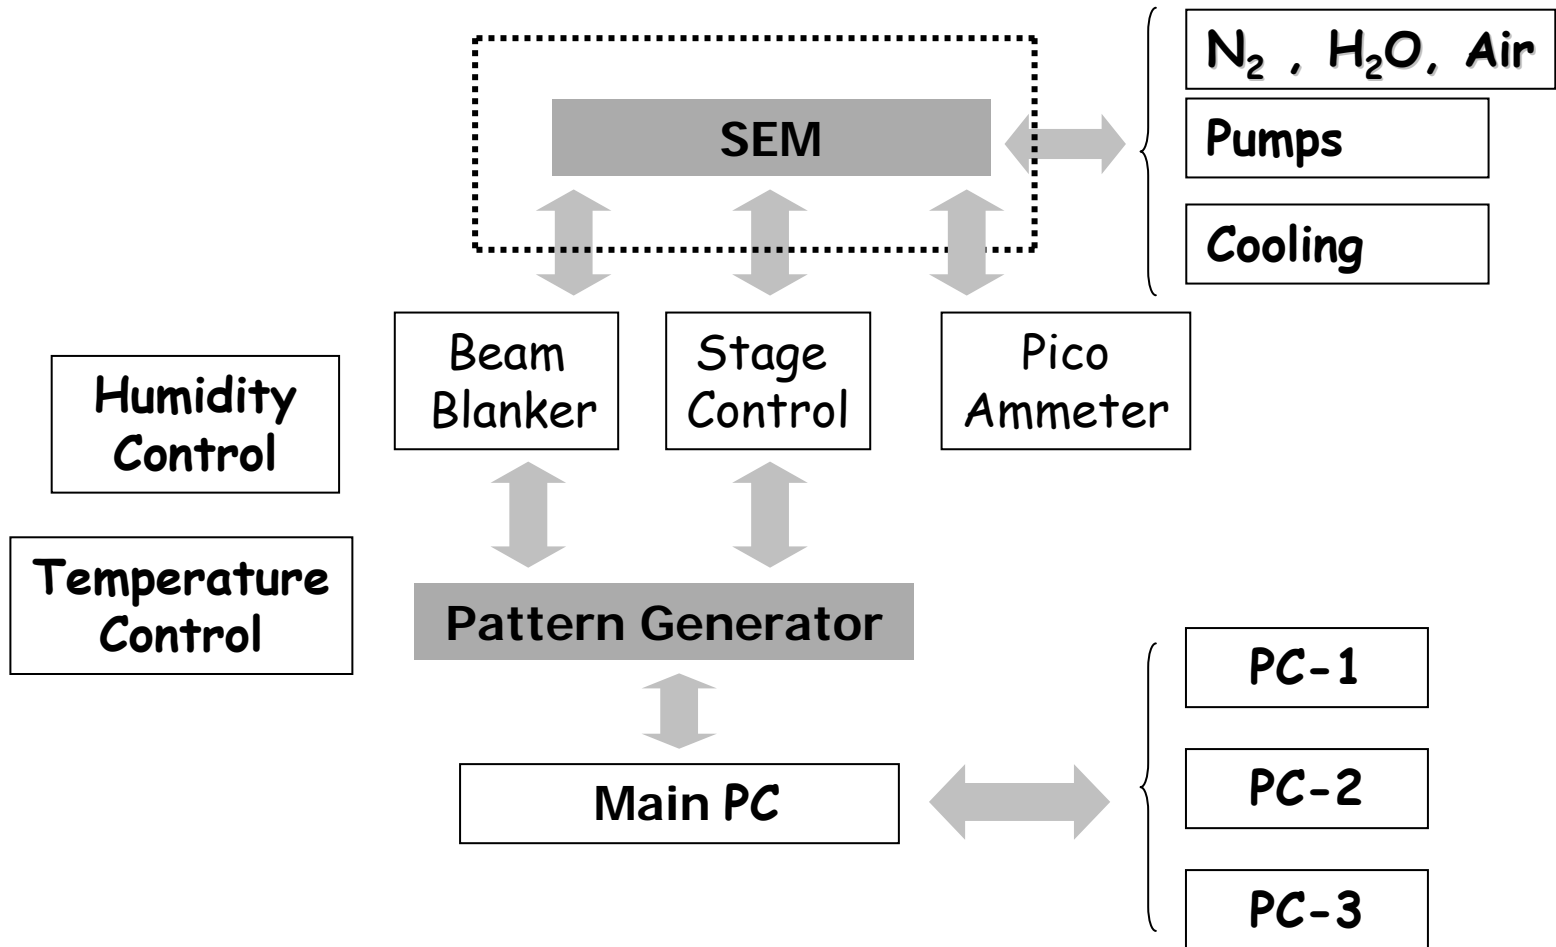 SEM
N₂ , H₂O, Air
Pumps
Cooling
Beam
Blanker
Stage
Control
Pico
Ammeter
Humidity
Control
Temperature
Control
Pattern Generator
Main PC
PC-1
PC-2
PC-3